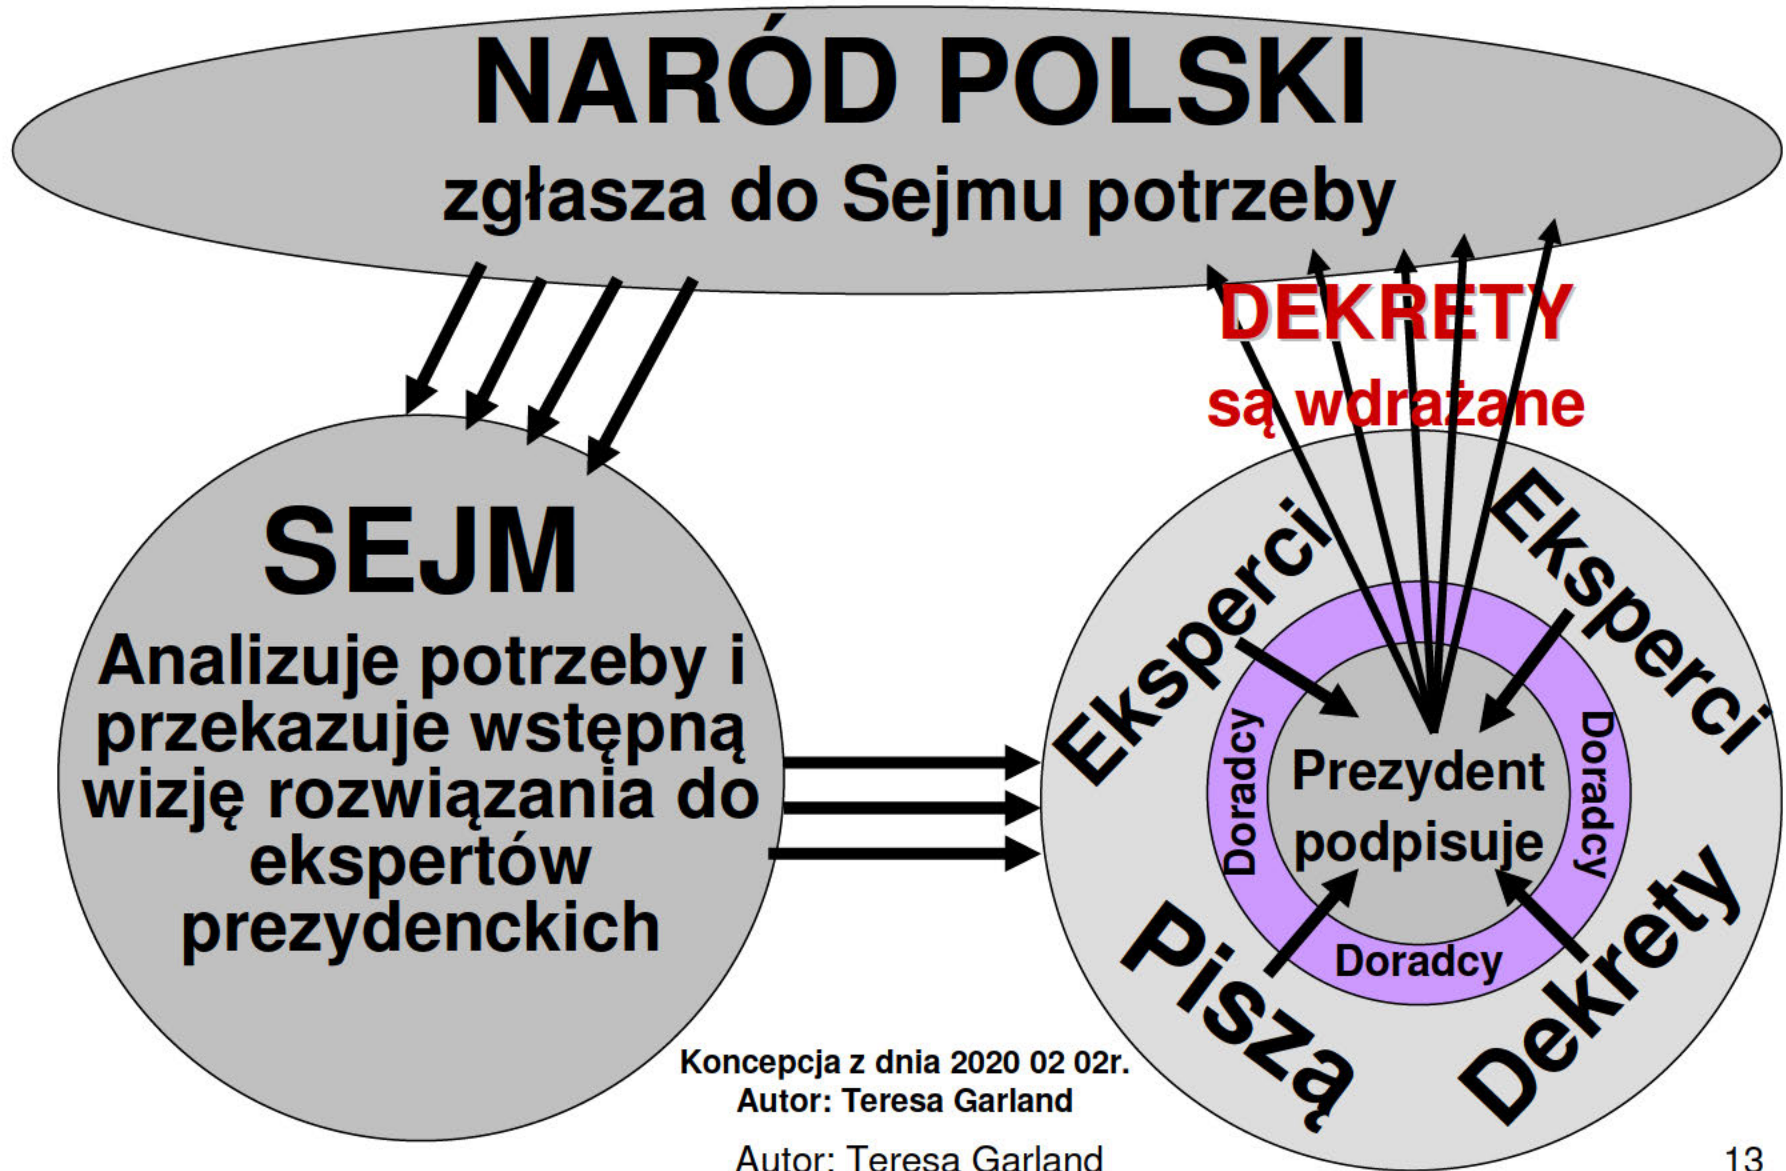 NARÓD POLSKI
zgłasza do Sejmu potrzeby
DEKRETY
są wdrażane
SEJM
Analizuje potrzeby i
przekazuje wstępną
wizję rozwiązania do
ekspertów
prezydenckich
Eksperci
Eksperci
Doradcy
Doradcy
Prezydent
podpisuje
Doradcy
Piszą
Dekrety
Koncepcja z dnia 2020 02 02r.
Autor: Teresa Garland
Autor: Teresa Garland
13